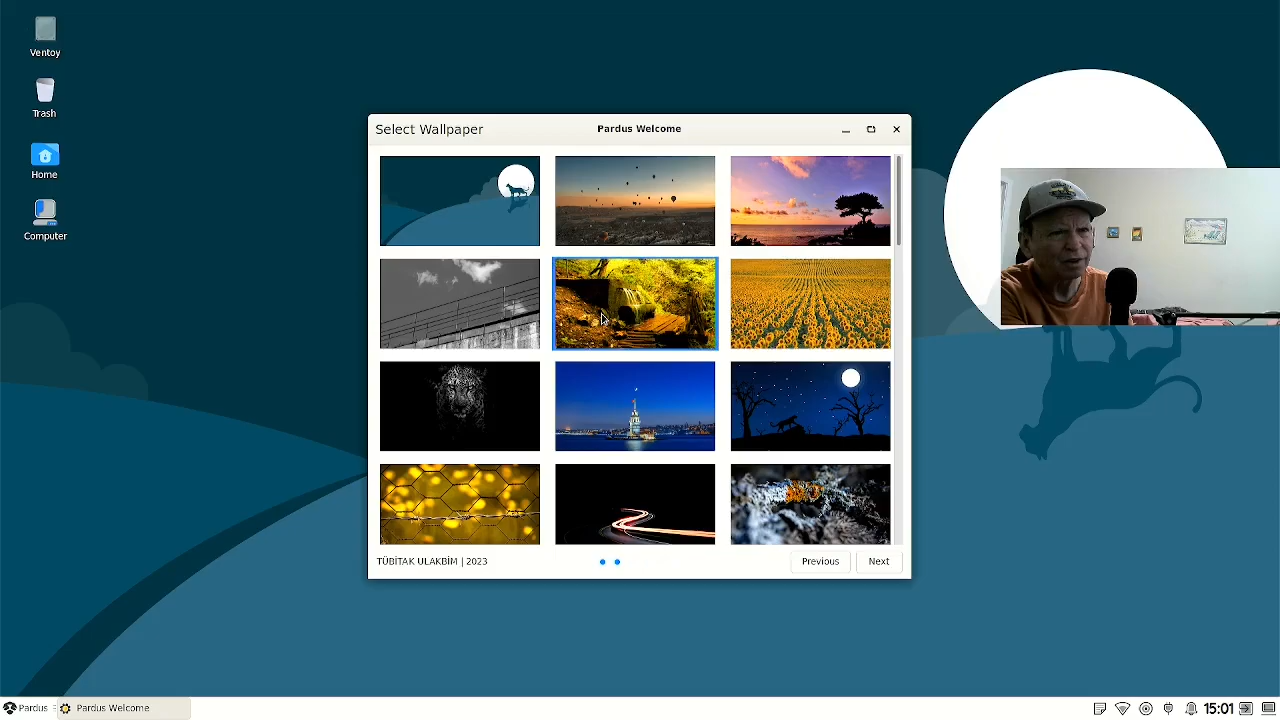 Ventoy
Trash
Home
Computer
Select Wallpaper
Pardus Welcome
TÜBİTAK ULAKBİM | 2023
Previous
Next
Pardus
Pardus Welcome
15:01